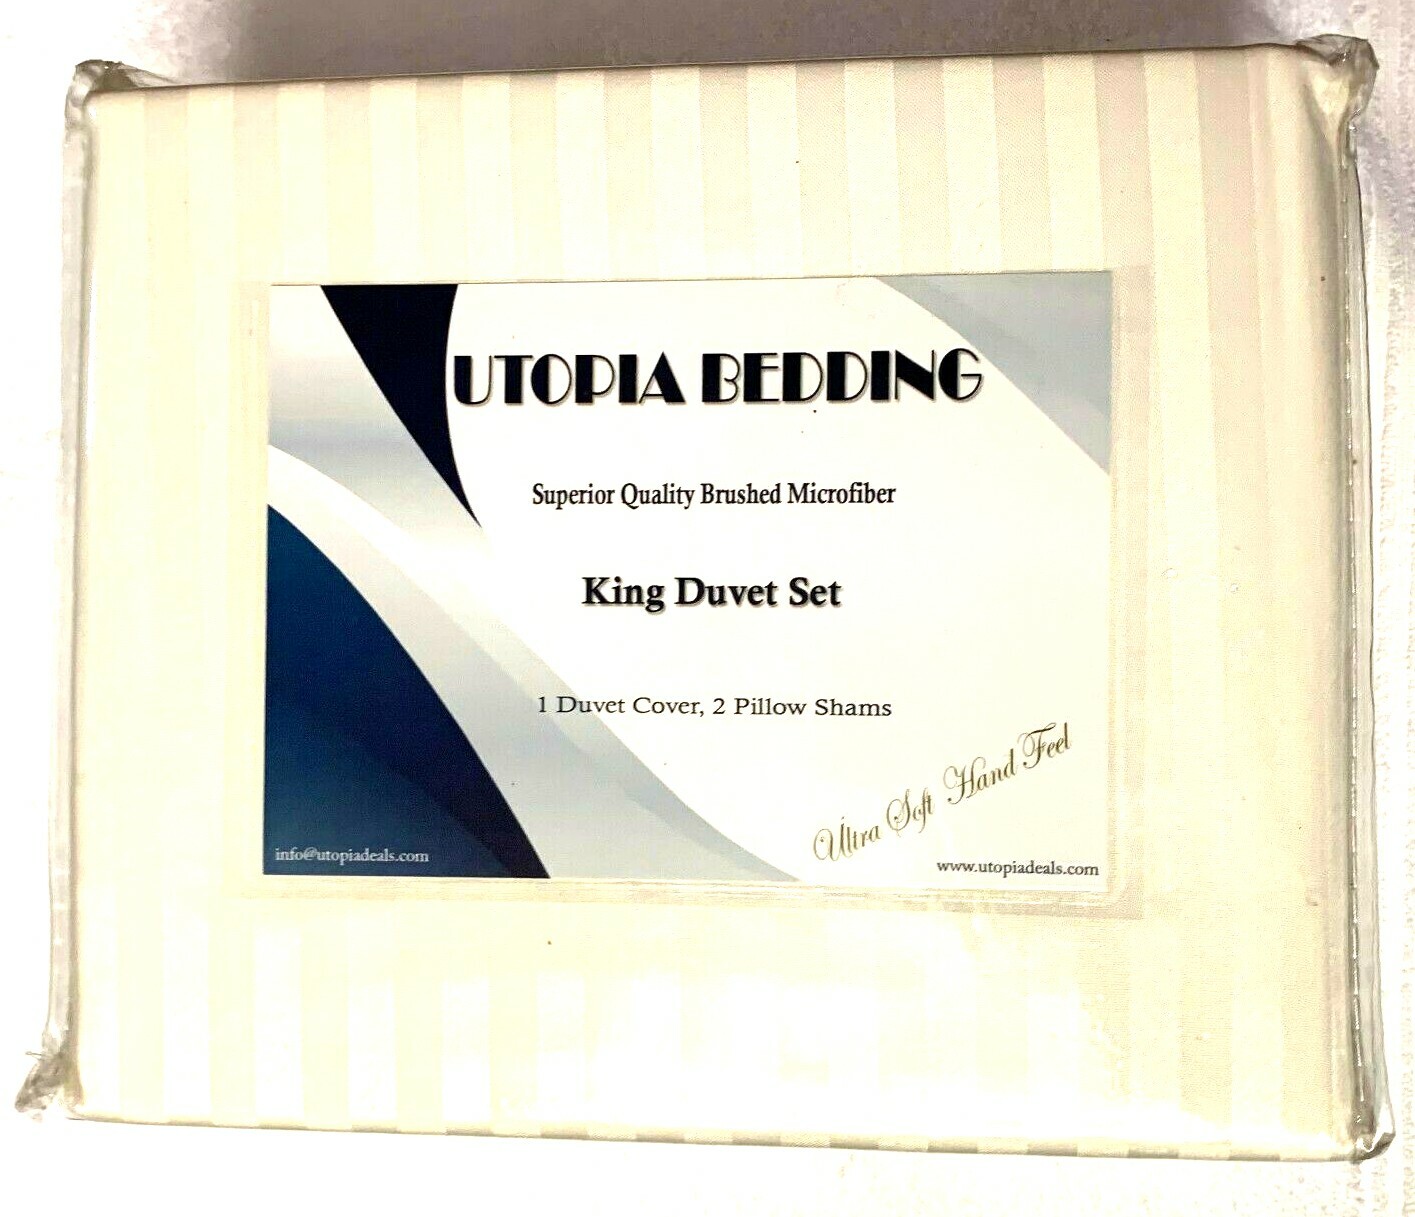 UTOPIA BEDDING
Superior Quality Brushed Microfiber
King Duvet Set
1 Duvet Cover, 2 Pillow Shams
Ultra Soft Hand Feel
info@utopiadeals.com
www.utopiadeals.com